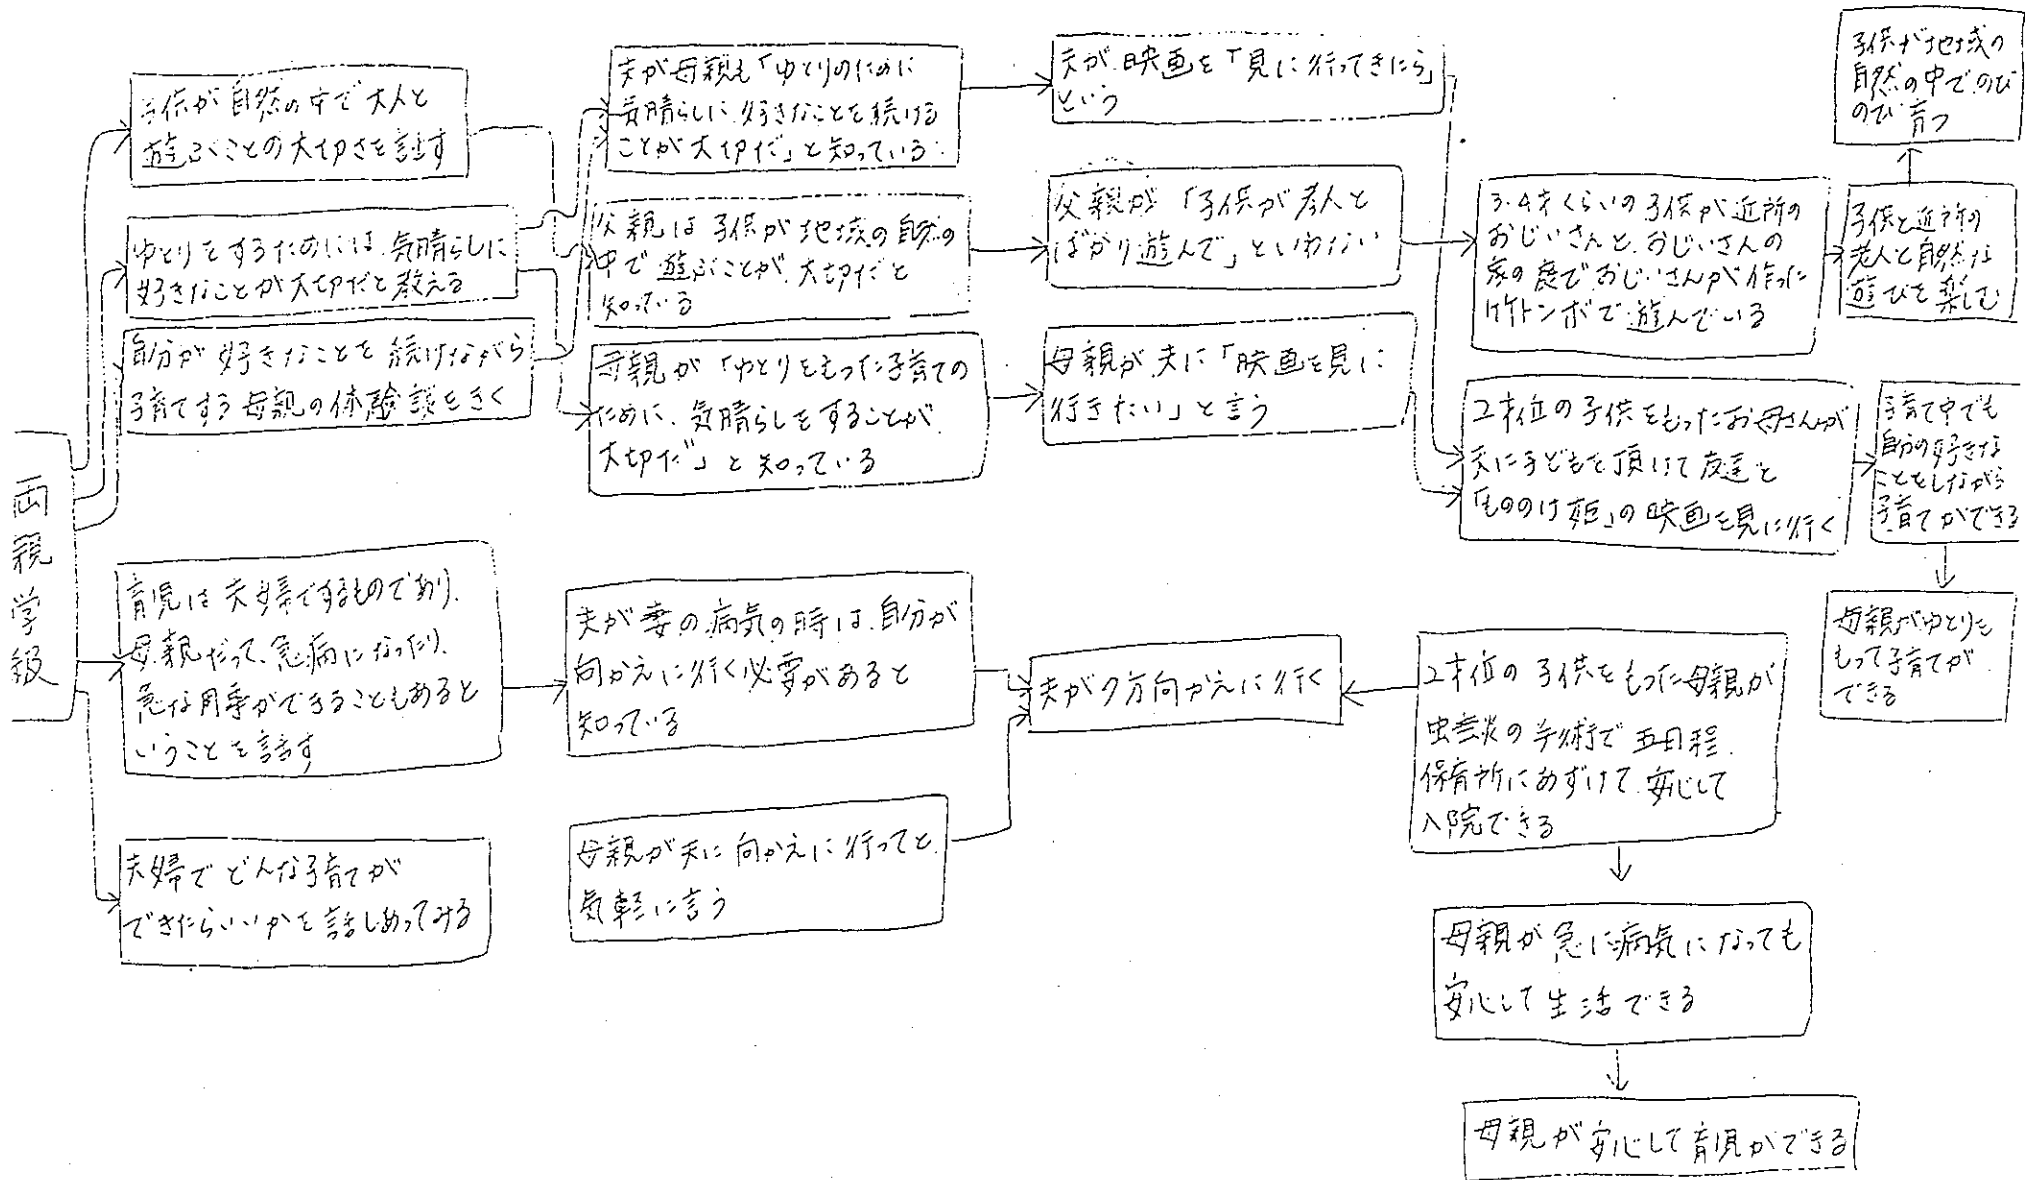 両親学級
子供が自然の中で大人と
遊ぶことの大切さを話す
ゆとりをするためには、気晴らしに
好きなことが大切だと教える
自分が好きなことを続けながら
子育てする母親の体験談をきく
育児は夫婦でするものであり、
母親だって、急病になったり、
急な用事ができることもあると
いうことを話す
夫婦でどんな子育てが
できたらいいかを話しあってみる
夫が母親も「ゆとりのために
気晴らしに好きなことを続ける
ことが大切だ」と知っている
父親は子供が地域の自然の
中で遊ぶことが、大切だと
知っている
母親が「ゆとりをもった子育ての
ために、気晴らしをすることが
大切だ」と知っている
夫が妻の病気の時は、自分が
向かえに行く必要があると
知っている
母親が夫に向かえに行ってと
気軽に言う
夫が映画を「見に行ってきたら」
という
父親が「子供が老人と
ばかり遊んで」といわない
母親が夫に「映画を見に
行きたい」と言う
夫が夕方向かえに行く
3・4才くらいの子供が近所の
おじいさんと、おじいさんの
家の庭でおじいさんが作った
竹トンボで遊んでいる
2才位の子供をもったお母さんが
夫に子どもを頂けて友達と
「もののけ姫」の映画を見に行く
2才位の子供をもった母親が
虫垂炎の手術で五日程
保育所にあずけて安心して
入院できる
母親が急に病気になっても
安心して生活できる
母親が安心して育児ができる
子供が地域の
自然の中でのび
のび育つ
子供と近所の
老人と自然な
遊びを楽しむ
子育て中でも
自分の好きな
ことをしながら
子育てができる
母親がゆとりを
もって子育てが
できる